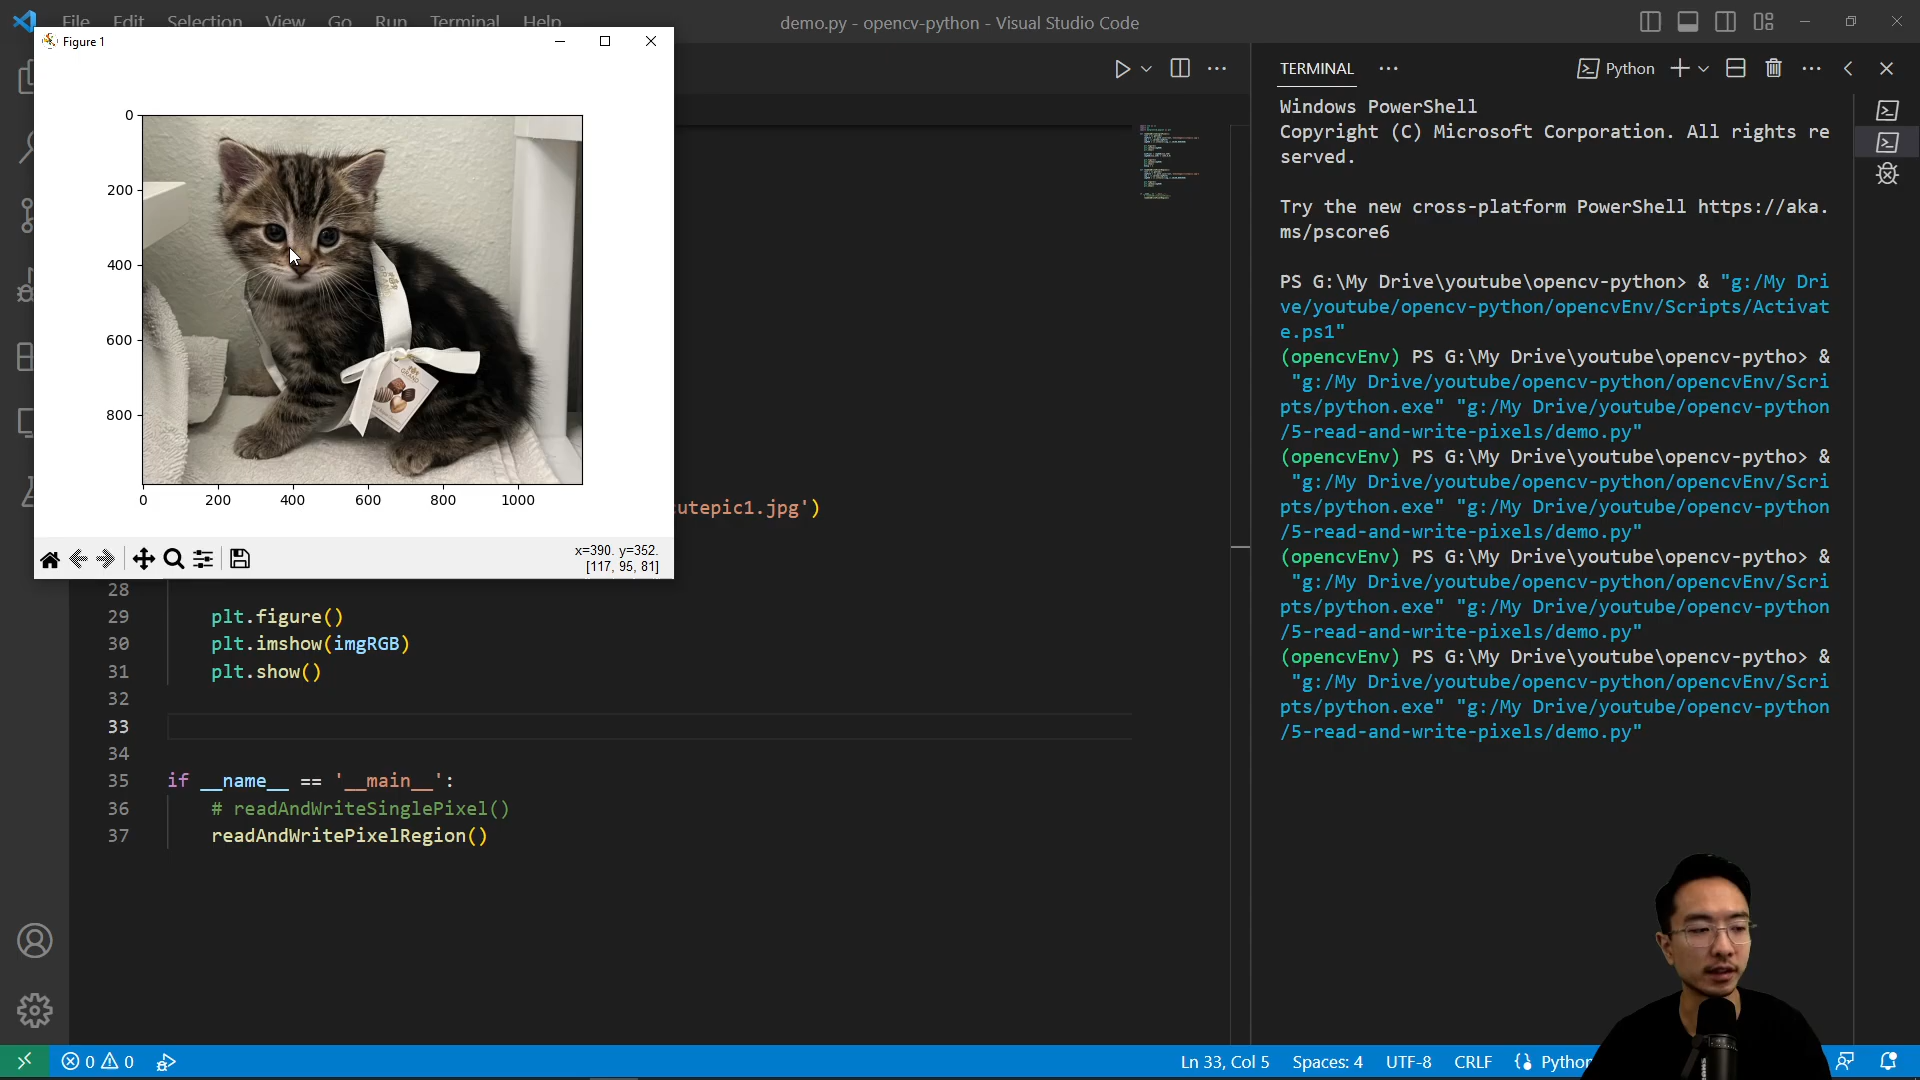 File Edit Selection View Go Run Terminal Help
demo.py - opencv-python - Visual Studio Code
Figure 1
0
200
400
600
800
0 200 400 600 800 1000
GRAND
x=390. y=352.
[117, 95, 81]
utepic1.jpg')
28
29 plt.figure()
30 plt.imshow(imgRGB)
31 plt.show()
32
33
34
35 if __name__ == '__main__':
36 # readAndWriteSinglePixel()
37 readAndWritePixelRegion()
TERMINAL
Python
Windows PowerShell
Copyright (C) Microsoft Corporation. All rights re
served.
Try the new cross-platform PowerShell https://aka.
ms/pscore6
PS G:\My Drive\youtube\opencv-python> & "g:/My Dri
ve/youtube/opencv-python/opencvEnv/Scripts/Activat
e.ps1"
(opencvEnv) PS G:\My Drive\youtube\opencv-pytho> &
"g:/My Drive/youtube/opencv-python/opencvEnv/Scri
pts/python.exe" "g:/My Drive/youtube/opencv-python
/5-read-and-write-pixels/demo.py"
(opencvEnv) PS G:\My Drive\youtube\opencv-pytho> &
"g:/My Drive/youtube/opencv-python/opencvEnv/Scri
pts/python.exe" "g:/My Drive/youtube/opencv-python
/5-read-and-write-pixels/demo.py"
(opencvEnv) PS G:\My Drive\youtube\opencv-pytho> &
"g:/My Drive/youtube/opencv-python/opencvEnv/Scri
pts/python.exe" "g:/My Drive/youtube/opencv-python
/5-read-and-write-pixels/demo.py"
(opencvEnv) PS G:\My Drive\youtube\opencv-pytho> &
"g:/My Drive/youtube/opencv-python/opencvEnv/Scri
pts/python.exe" "g:/My Drive/youtube/opencv-python
/5-read-and-write-pixels/demo.py"
0 0
Ln 33, Col 5 Spaces: 4 UTF-8 CRLF Python